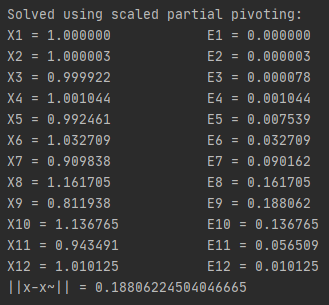 Solved using scaled partial pivoting:
X1 = 1.000000 E1 = 0.000000
X2 = 1.000003 E2 = 0.000003
X3 = 0.999922 E3 = 0.000078
X4 = 1.001044 E4 = 0.001044
X5 = 0.992461 E5 = 0.007539
X6 = 1.032709 E6 = 0.032709
X7 = 0.909838 E7 = 0.090162
X8 = 1.161705 E8 = 0.161705
X9 = 0.811938 E9 = 0.188062
X10 = 1.136765 E10 = 0.136765
X11 = 0.943491 E11 = 0.056509
X12 = 1.010125 E12 = 0.010125
||x-x~|| = 0.18806224504046665